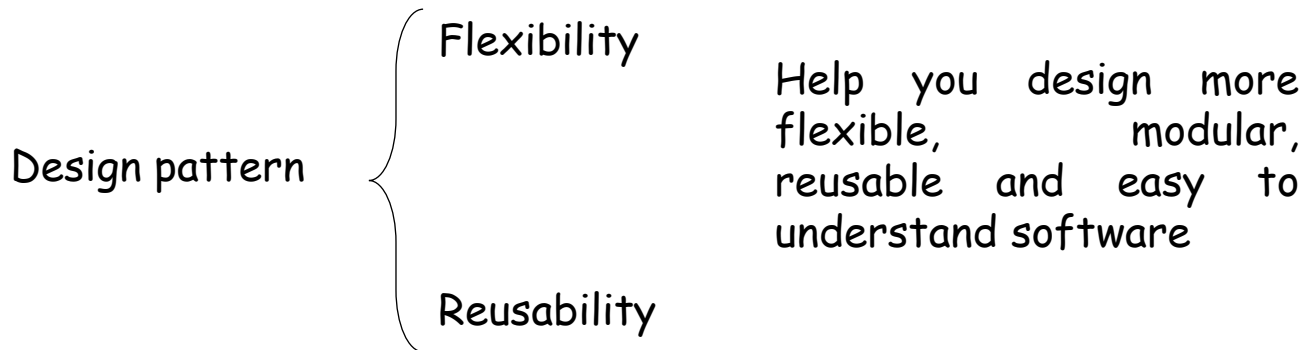 Design pattern
Flexibility
Reusability
Help you design more
flexible, modular,
reusable and easy to
understand software